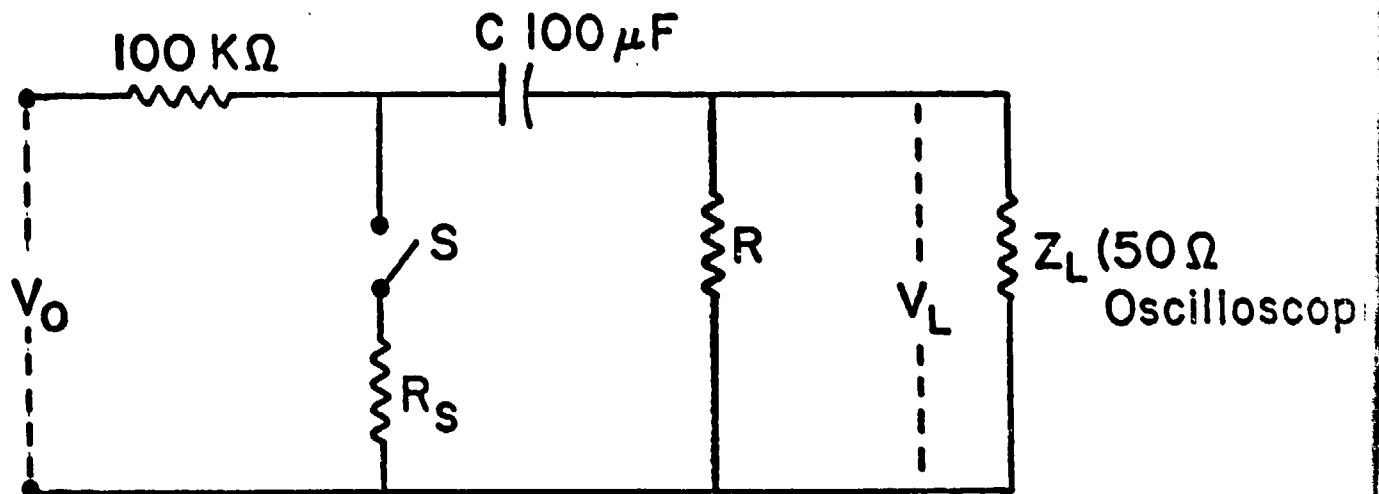 100 KΩ
C 100 μF
S
R
Z_L (50 Ω
Oscilloscop
V_O
V_L
R_S